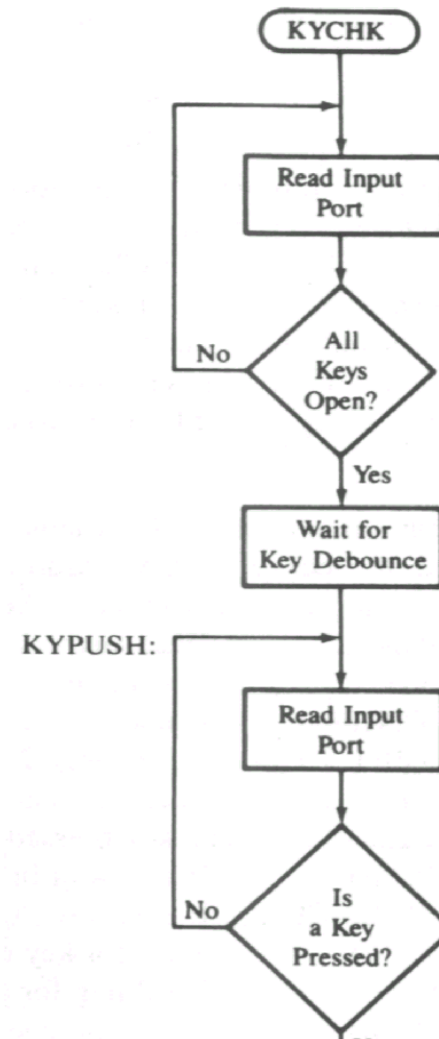 KYCHK
Read Input
Port
All
Keys
Open?
No
Yes
Wait for
Key Debounce
KYPUSH:
Read Input
Port
Is
a Key
Pressed?
No